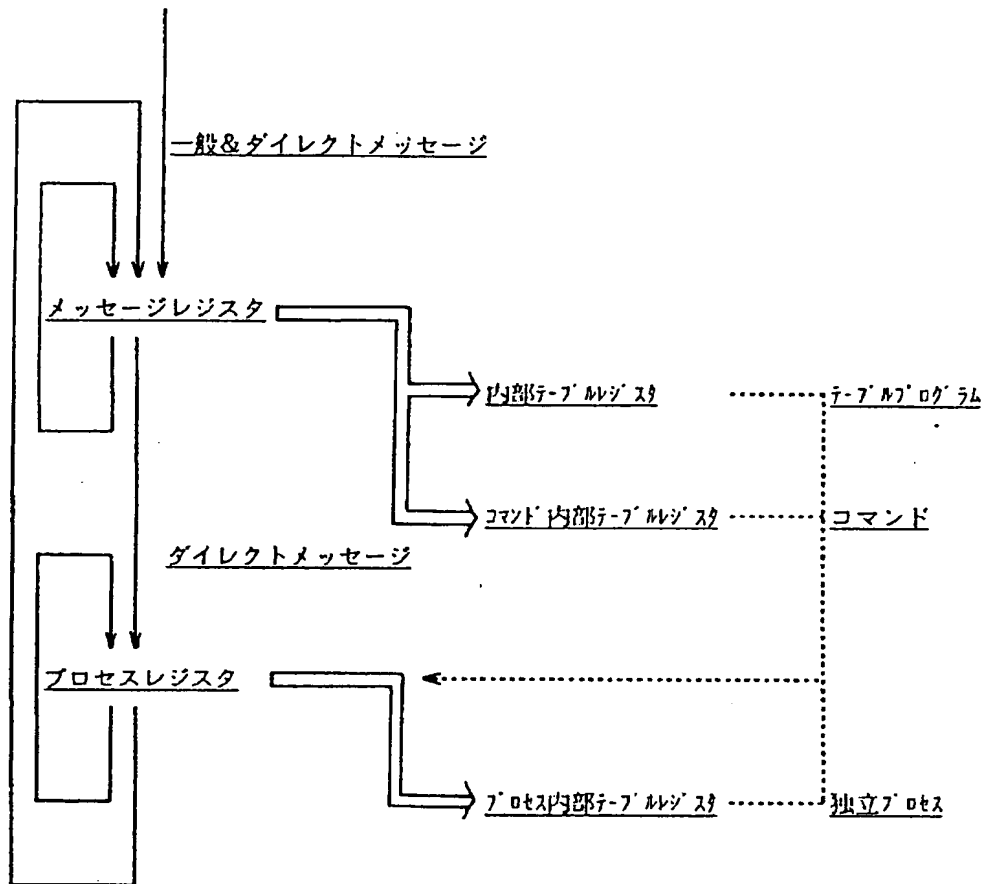 一般&ダイレクトメッセージ
メッセージレジスタ
内部テーブルレジスタ
テーブルプログラム
コマンド内部テーブルレジスタ
コマンド
ダイレクトメッセージ
プロセスレジスタ
プロセス内部テーブルレジスタ
独立プロセス